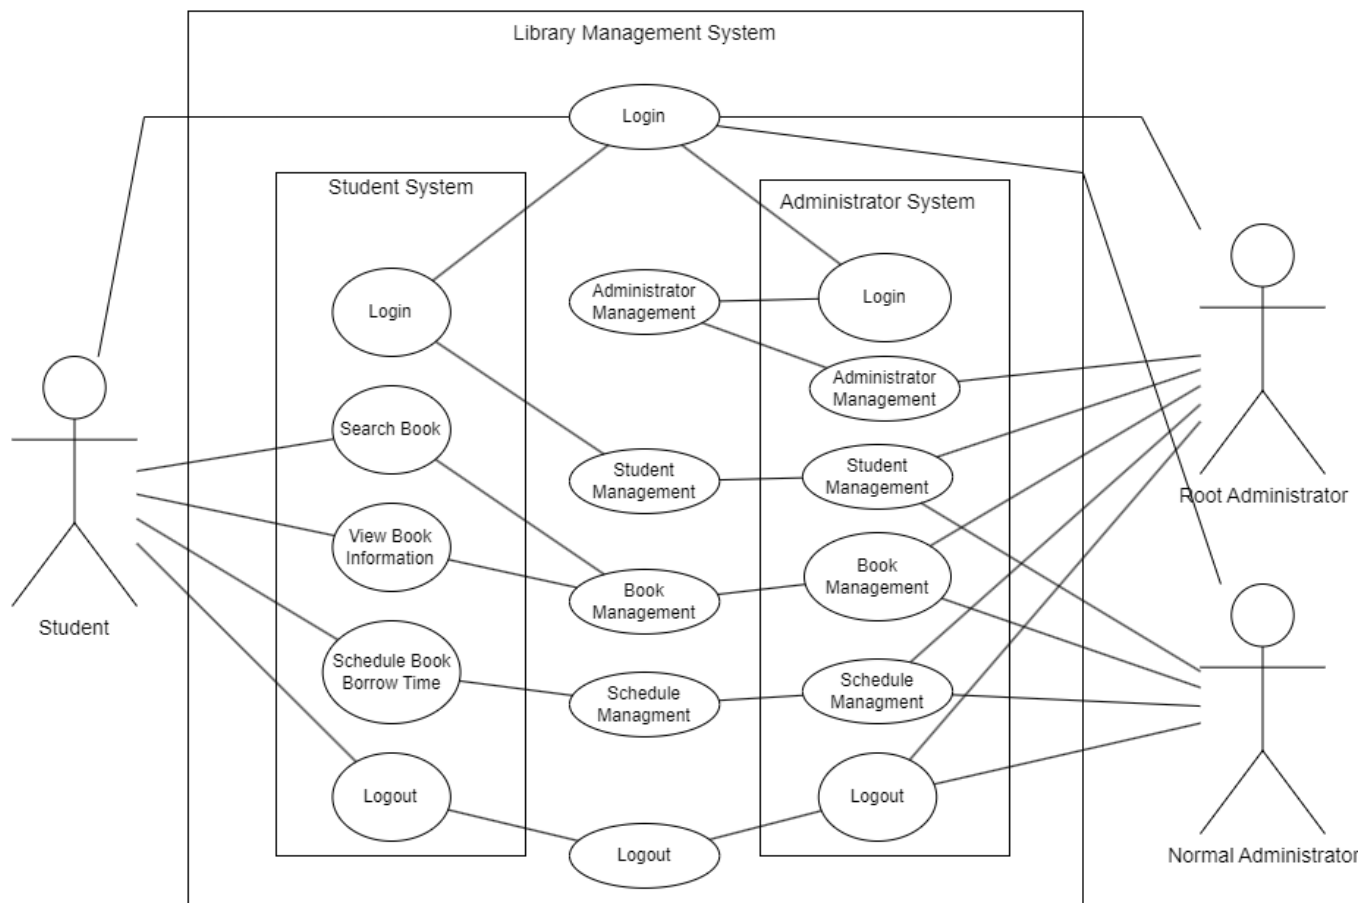 Library Management System
Login
Student System
Administrator System
Login
Administrator
Management
Login
Administrator
Management
Search Book
Student
Management
Student
Management
Root Administrator
View Book
Information
Book
Management
Book
Management
Student
Schedule Book
Borrow Time
Schedule
Managment
Schedule
Managment
Logout
Logout
Logout
Normal Administrator